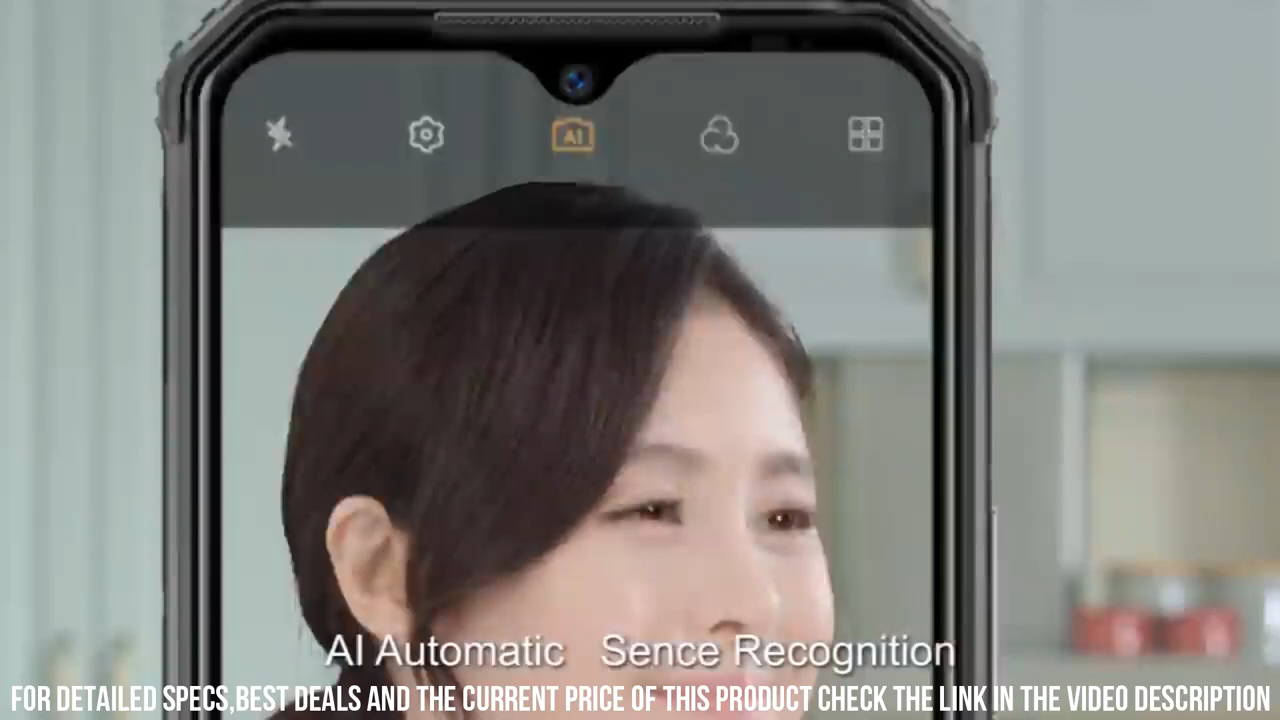 AI
AI Automatic Sence Recognition
FOR DETAILED SPECS,BEST DEALS AND THE CURRENT PRICE OF THIS PRODUCT CHECK THE LINK IN THE VIDEO DESCRIPTION